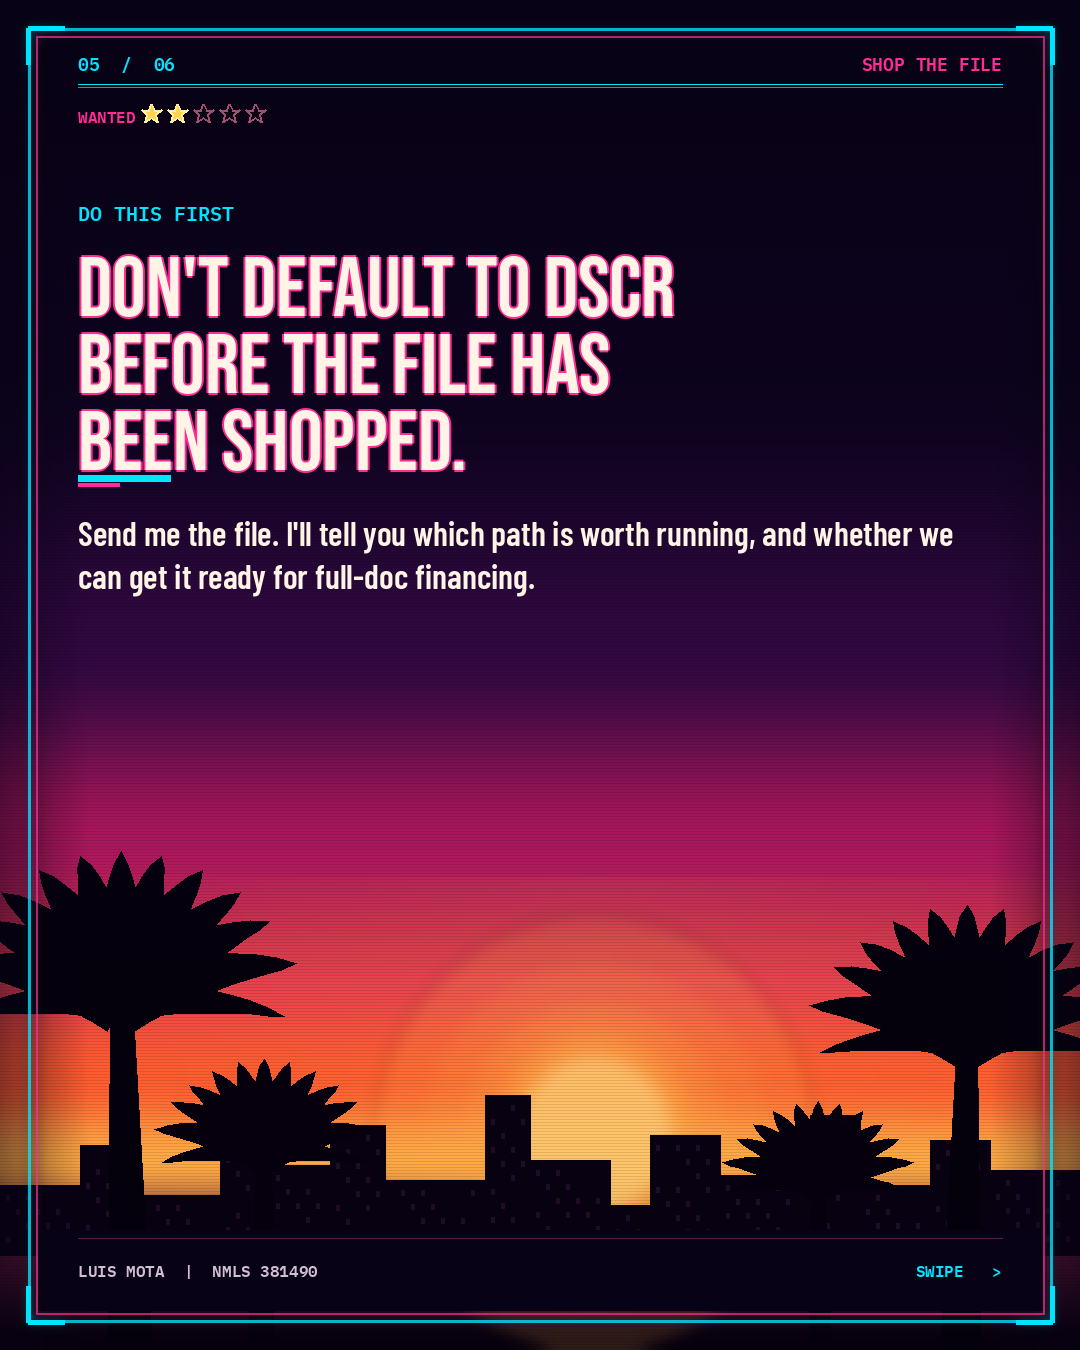 05 / 06
SHOP THE FILE
WANTED
DO THIS FIRST
DON'T DEFAULT TO DSCR
BEFORE THE FILE HAS
BEEN SHOPPED.
Send me the file. I'll tell you which path is worth running, and whether we
can get it ready for full-doc financing.
LUIS MOTA | NMLS 381490
SWIPE >